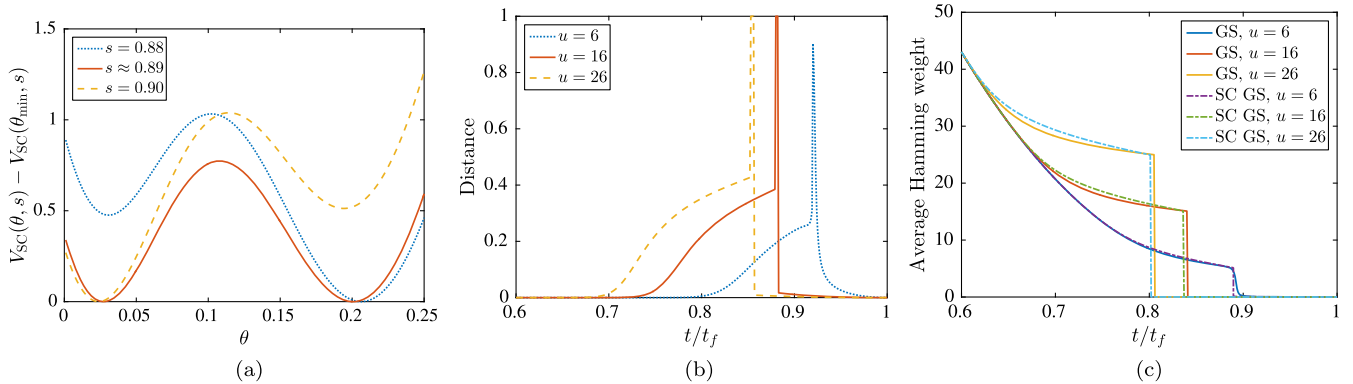 V_SC(θ, s) − V_SC(θ_min, s)
1.5
1
0.5
0
s = 0.88
s ≈ 0.89
s = 0.90
0 0.05 0.1 0.15 0.2 0.25
θ
(a)
Distance
1
0.8
0.6
0.4
0.2
0
u = 6
u = 16
u = 26
0.6 0.7 0.8 0.9 1
t/t_f
(b)
Average Hamming weight
50
40
30
20
10
0
GS, u = 6
GS, u = 16
GS, u = 26
SC GS, u = 6
SC GS, u = 16
SC GS, u = 26
0.6 0.7 0.8 0.9 1
t/t_f
(c)